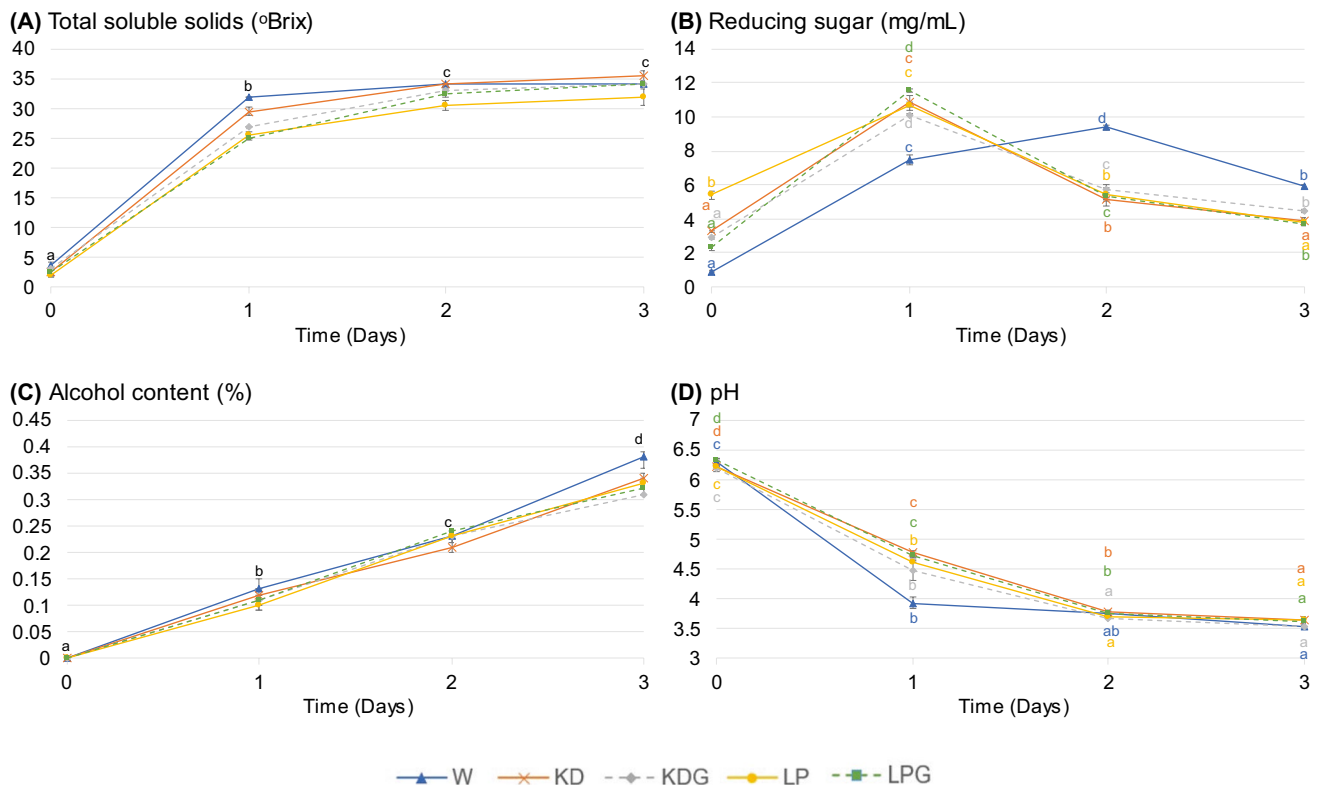 (A) Total soluble solids (ºBrix)
40
35
30
25
20
15
10
5
0
a
b
c
c
0 1 2 3
Time (Days)
(B) Reducing sugar (mg/mL)
14
12
10
8
6
4
2
0
b
a
a
a
a
d
c
c
d
c
d
c
b
c
b
b
b
a
a
b
0 1 2 3
Time (Days)
(C) Alcohol content (%)
0.45
0.4
0.35
0.3
0.25
0.2
0.15
0.1
0.05
0
a
b
c
d
0 1 2 3
Time (Days)
(D) pH
7
6.5
6
5.5
5
4.5
4
3.5
3
d
d
c
c
c
c
c
b
b
b
b
b
a
ab
a
a
a
a
a
a
0 1 2 3
Time (Days)
W KD KDG LP LPG